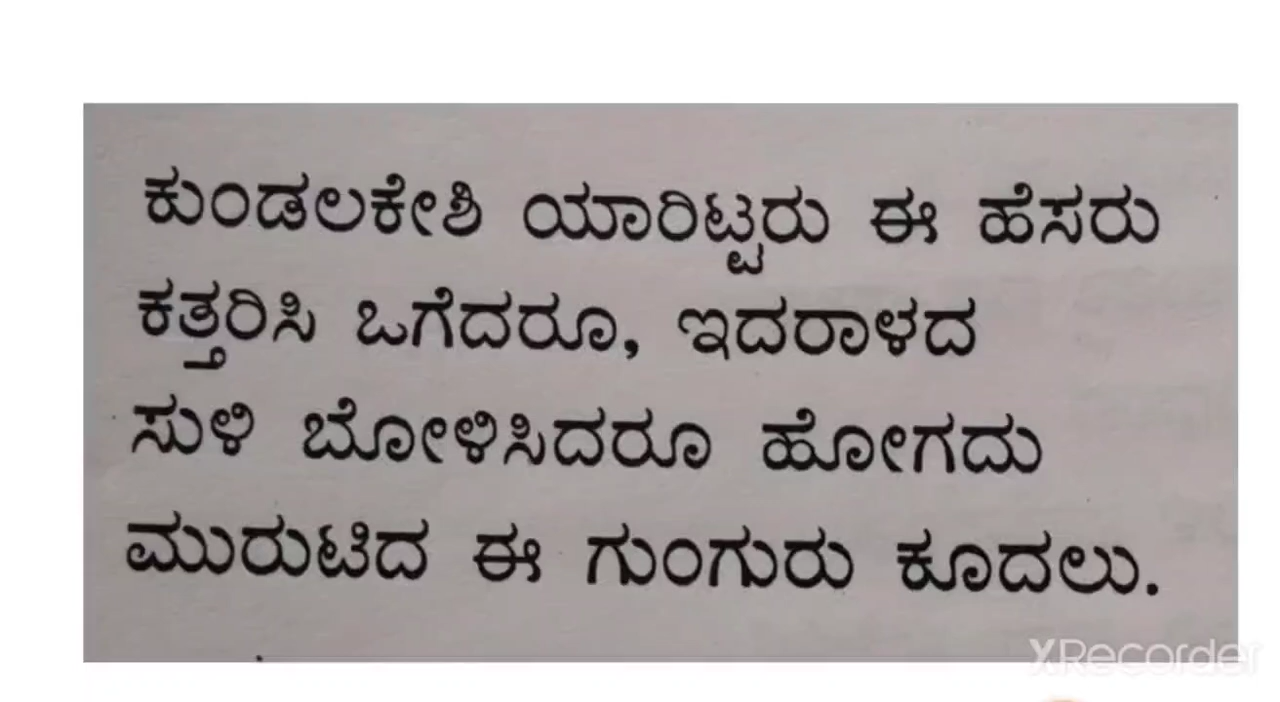 ಕುಂಡಲಕೇಶಿ ಯಾರಿಟ್ಟರು ಈ ಹೆಸರು
ಕತ್ತರಿಸಿ ಒಗೆದರೂ, ಇದರಾಳದ
ಸುಳಿ ಬೋಳಿಸಿದರೂ ಹೋಗದು
ಮುರುಟಿದ ಈ ಗುಂಗುರು ಕೂದಲು.
XRecorder